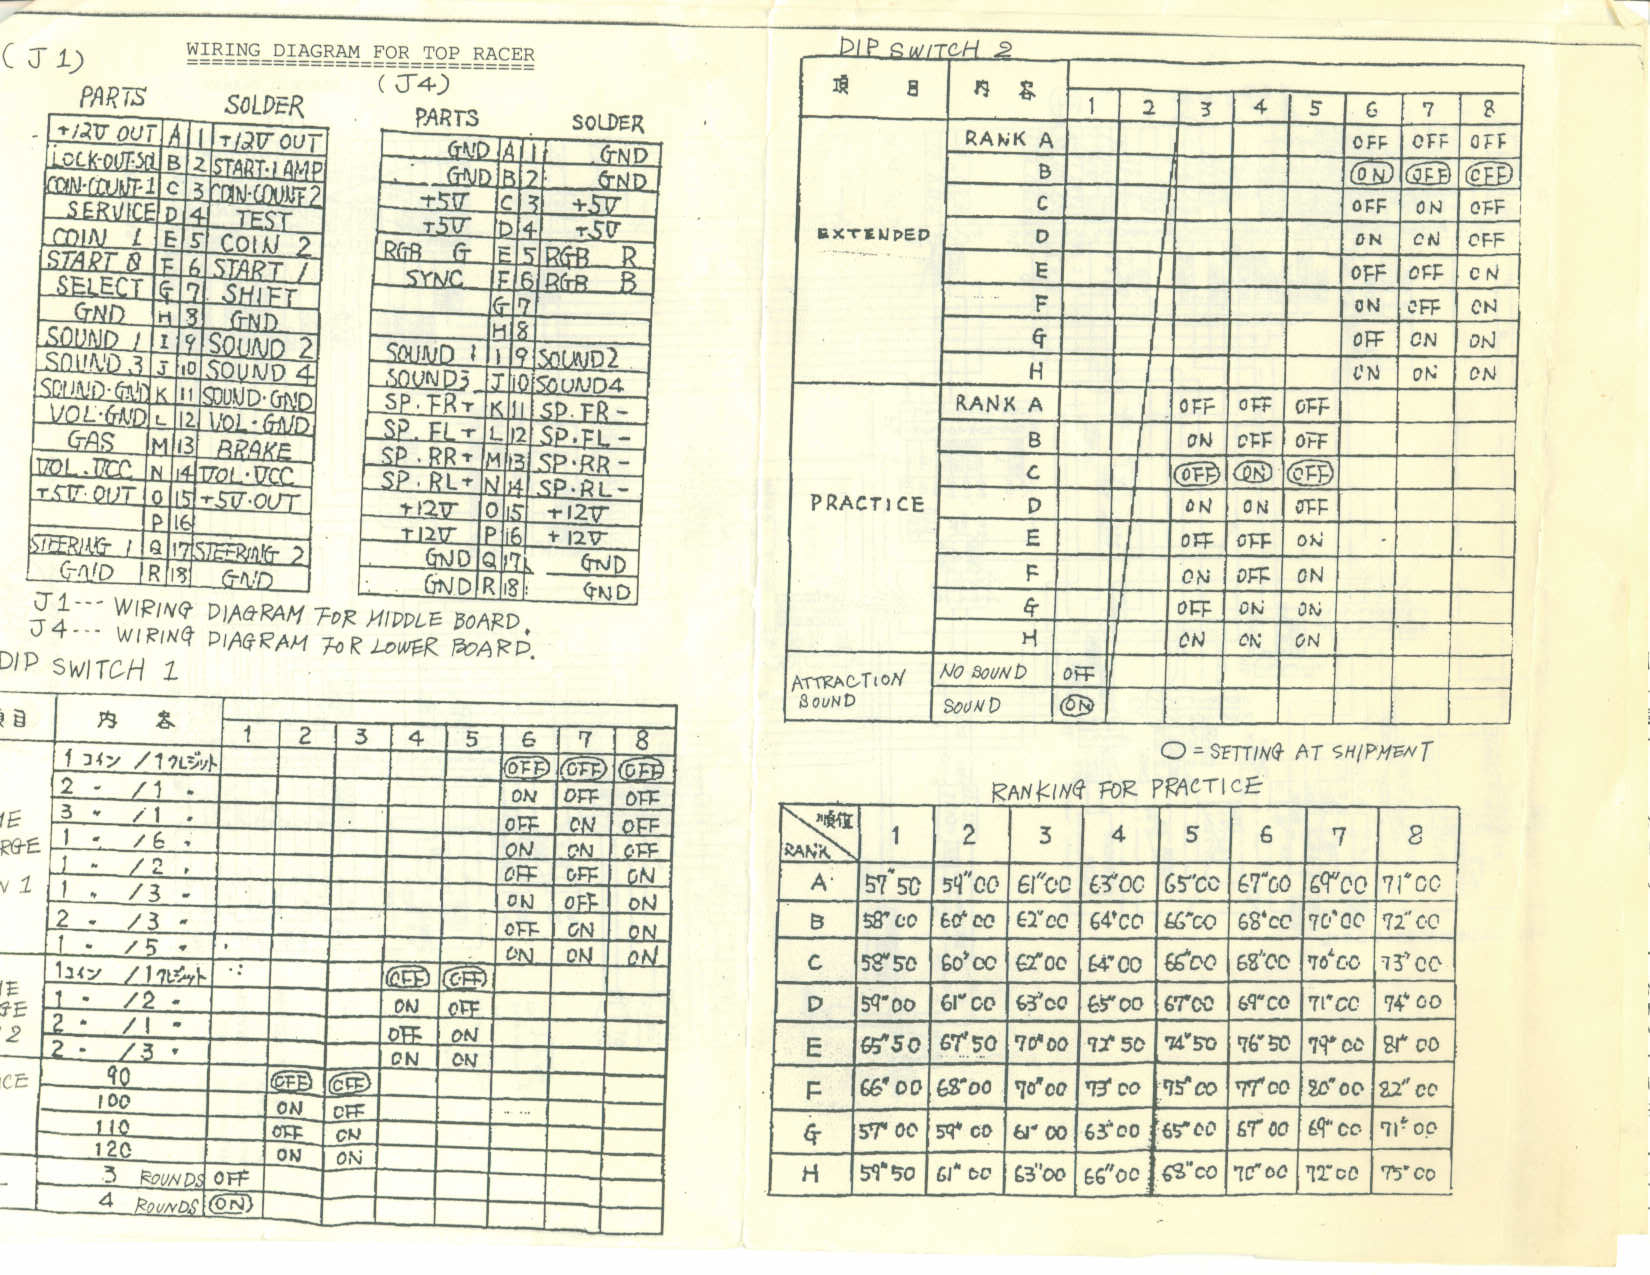 (J1)
WIRING DIAGRAM FOR TOP RACER
(J4)
PARTS SOLDER
+12V OUT A 1 +12V OUT
LOCK-OUT-SOL B 2 START-LAMP
COIN-COUNT-1 C 3 COIN-COUNT 2
SERVICE D 4 TEST
COIN 1 E 5 COIN 2
START 0 F 6 START 1
SELECT G 7 SHIFT
GND H 8 GND
SOUND 1 I 9 SOUND 2
SOUND 3 J 10 SOUND 4
SOUND-GND K 11 SOUND-GND
VOL-GND L 12 VOL-GND
GAS M 13 BRAKE
VOL.VCC N 14 VOL.VCC
+5V-OUT O 15 +5V-OUT
P 16
STEERING 1 Q 17 STEERING 2
GND R 18 GND
PARTS SOLDER
GND A 1 GND
GND B 2 GND
+5V C 3 +5V
+5V D 4 +5V
RGB G E 5 RGB R
SYNC F 6 RGB B
G 7
H 8
SOUND 1 I 9 SOUND2
SOUND3 J 10 SOUND4
SP.FR+ K 11 SP.FR-
SP.FL+ L 12 SP.FL-
SP.RR+ M 13 SP.RR-
SP.RL+ N 14 SP.RL-
+12V O 15 +12V
+12V P 16 +12V
GND Q 17 GND
GND R 18 GND
J1--- WIRING DIAGRAM FOR MIDDLE BOARD.
J4--- WIRING DIAGRAM FOR LOWER BOARD.
DIP SWITCH 1
項目 内 容
1 2 3 4 5 6 7 8
1コイン /1クレジット OFF OFF OFF
2 〃 /1 〃 ON OFF OFF
3 〃 /1 〃 OFF ON OFF
1 〃 /6 〃 ON ON OFF
1 〃 /2 〃 OFF OFF ON
1 〃 /3 〃 ON OFF ON
2 〃 /3 〃 OFF ON ON
1 〃 /5 〃 ON ON ON
1コイン /1クレジット OFF OFF
1 〃 /2 〃 ON OFF
2 〃 /1 〃 OFF ON
2 〃 /3 〃 ON ON
90 OFF OFF
100 ON OFF
110 OFF ON
120 ON ON
3 ROUNDS OFF
4 ROUNDS ON
DIP SWITCH 2
項 目 内 容
1 2 3 4 5 6 7 8
EXTENDED
RANK A OFF OFF OFF
B ON OFF OFF
C OFF ON OFF
D ON ON OFF
E OFF OFF ON
F ON OFF ON
G OFF ON ON
H ON ON ON
PRACTICE
RANK A OFF OFF OFF
B ON OFF OFF
C OFF ON OFF
D ON ON OFF
E OFF OFF ON
F ON OFF ON
G OFF ON ON
H ON ON ON
ATTRACTION SOUND
NO SOUND OFF
SOUND ON
○ = SETTING AT SHIPMENT
RANKING FOR PRACTICE
順位 RANK 1 2 3 4 5 6 7 8
A 57"50 59"00 61"00 63"00 65"00 67"00 69"00 71"00
B 58"00 60"00 62"00 64"00 66"00 68"00 70"00 72"00
C 58"50 60"00 62"00 64"00 66"00 68"00 70"00 73"00
D 59"00 61"00 63"00 65"00 67"00 69"00 71"00 74"00
E 65"50 67"50 70"00 72"50 74"50 76"50 79"00 81"00
F 66"00 68"00 70"00 73"00 75"00 77"00 80"00 82"00
G 57"00 59"00 61"00 63"00 65"00 67"00 69"00 71"00
H 59"50 61"00 63"00 66"00 68"00 70"00 72"00 75"00